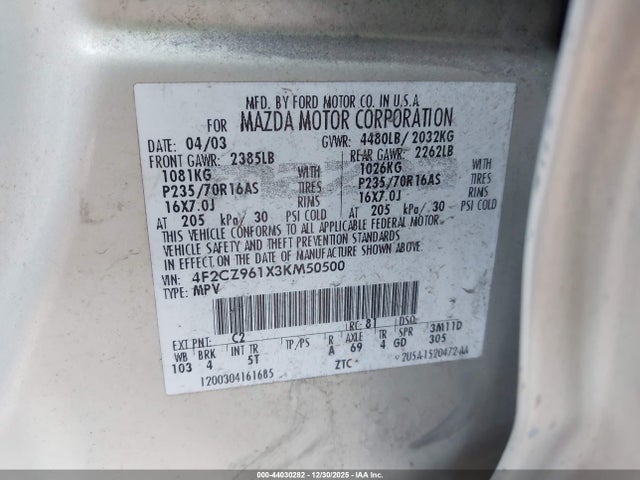 MFD. BY FORD MOTOR CO. IN U.S.A.
FOR MAZDA MOTOR CORPORATION
DATE: 04/03 GVWR: 4480LB/ 2032KG
FRONT GAWR: 2385LB REAR GAWR: 2262LB
1081KG WITH 1026KG WITH
P235/70R16AS TIRES P235/70R16AS TIRES
16X7.0J RIMS 16X7.0J RIMS
AT 205 kPa/ 30 PSI COLD AT 205 kPa/ 30 PSI COLD
THIS VEHICLE CONFORMS TO ALL APPLICABLE FEDERAL MOTOR
VEHICLE SAFETY AND THEFT PREVENTION STANDARDS
IN EFFECT ON THE DATE OF MANUFACTURE SHOWN ABOVE.
VIN: 4F2CZ961X3KM50500
TYPE: MPV
EXT PNT: C2 RC: 81 DSO:
WB BRK INT TR TP/PS R AXLE TR SPR 3M11D
103 4 5T A 69 4 GD 305
1200304161685 ZTC 2U5A1520472AA
000-44030282 - 12/30/2025 - IAA Inc.